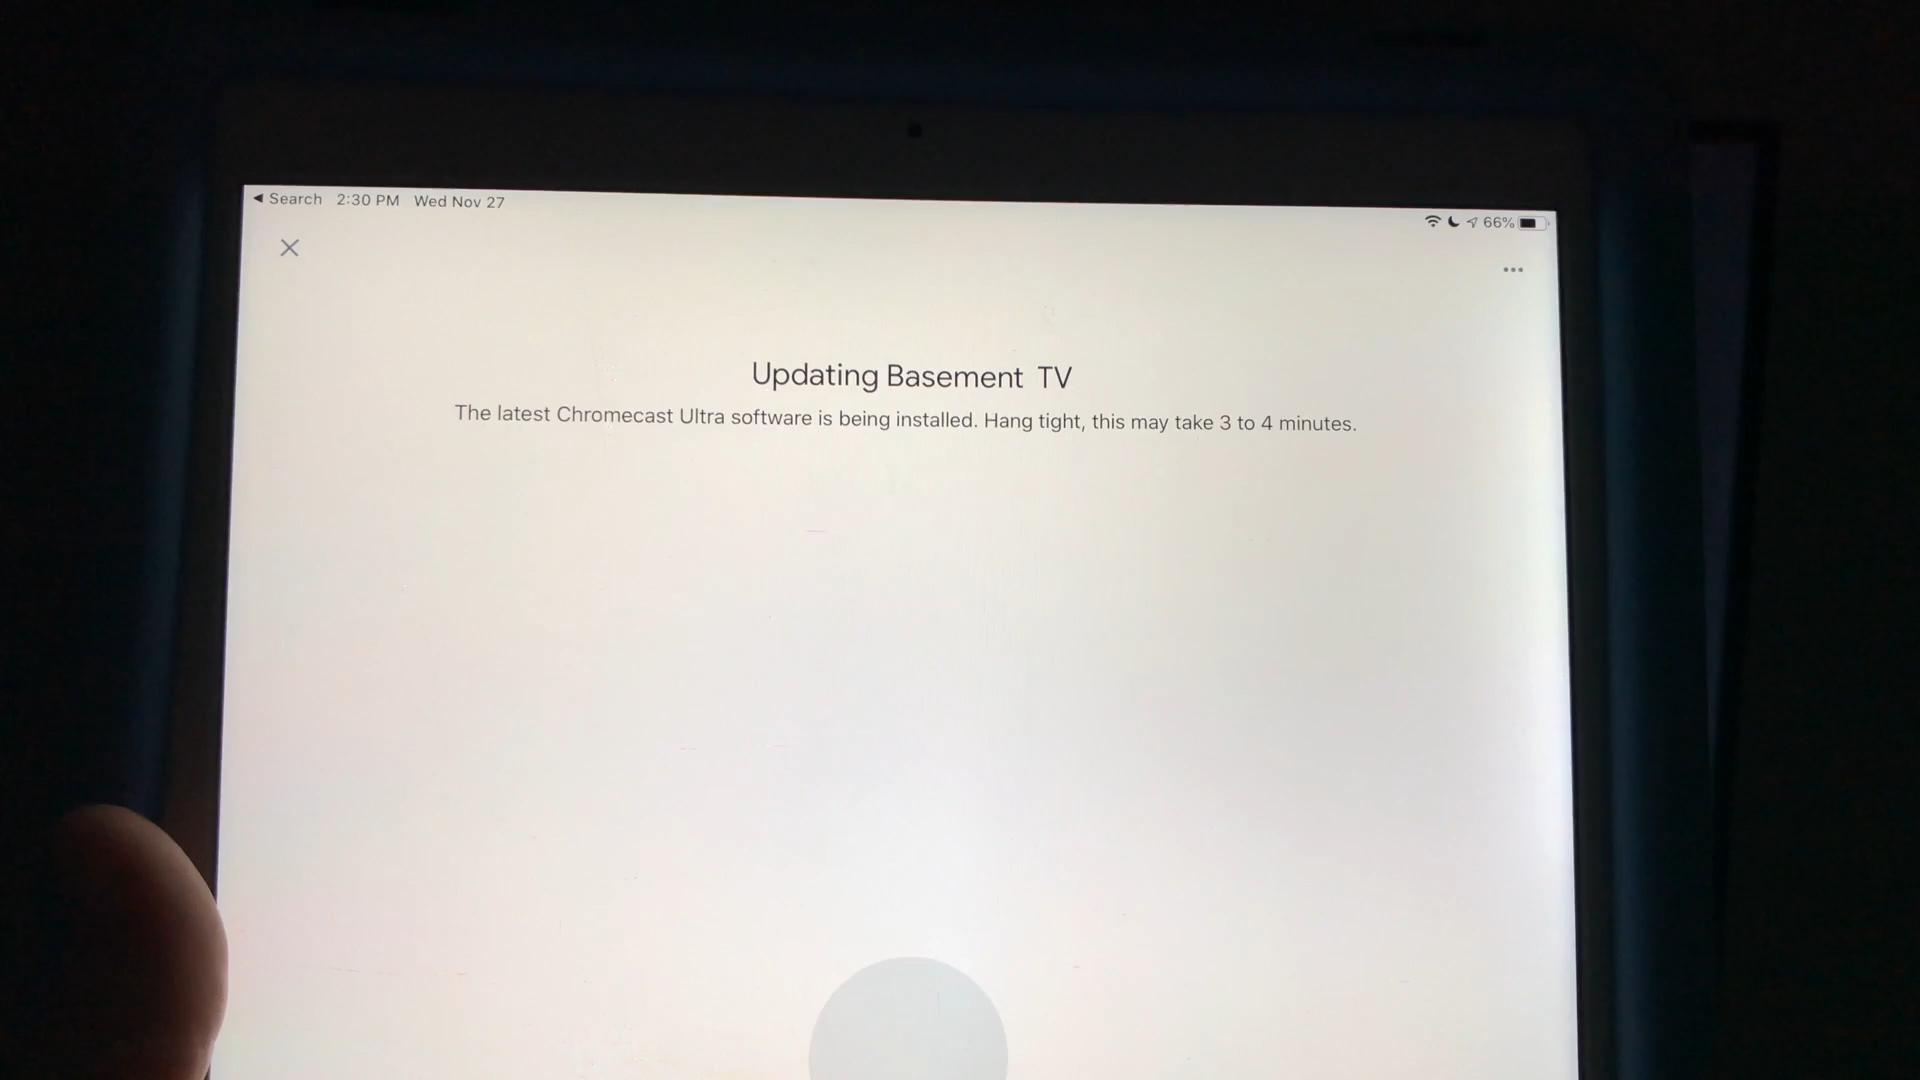 ◀ Search 2:30 PM Wed Nov 27
66%
Updating Basement TV
The latest Chromecast Ultra software is being installed. Hang tight, this may take 3 to 4 minutes.